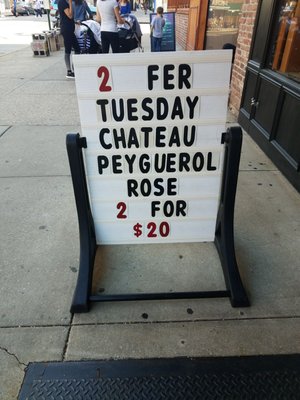 2 FER
TUESDAY
CHATEAU
PEYGUEROL
ROSE
2 FOR
$20